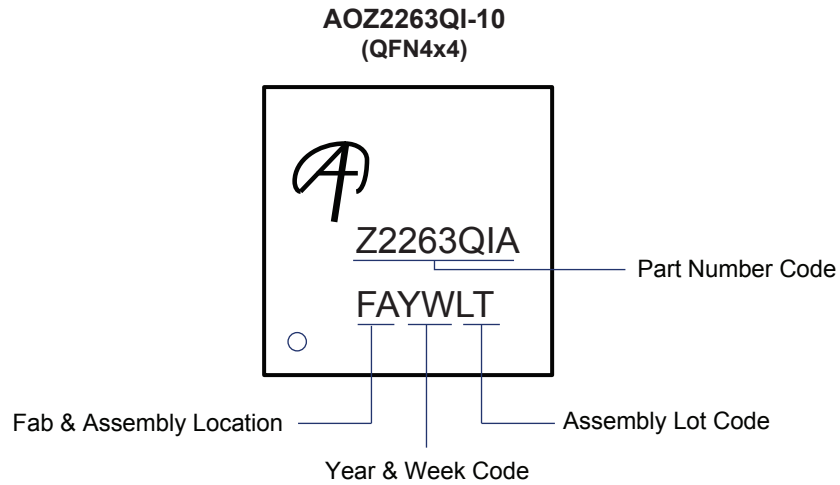 AOZ2263QI-10
(QFN4x4)
Z2263QIA
Part Number Code
FAYWLT
Fab & Assembly Location
Assembly Lot Code
Year & Week Code